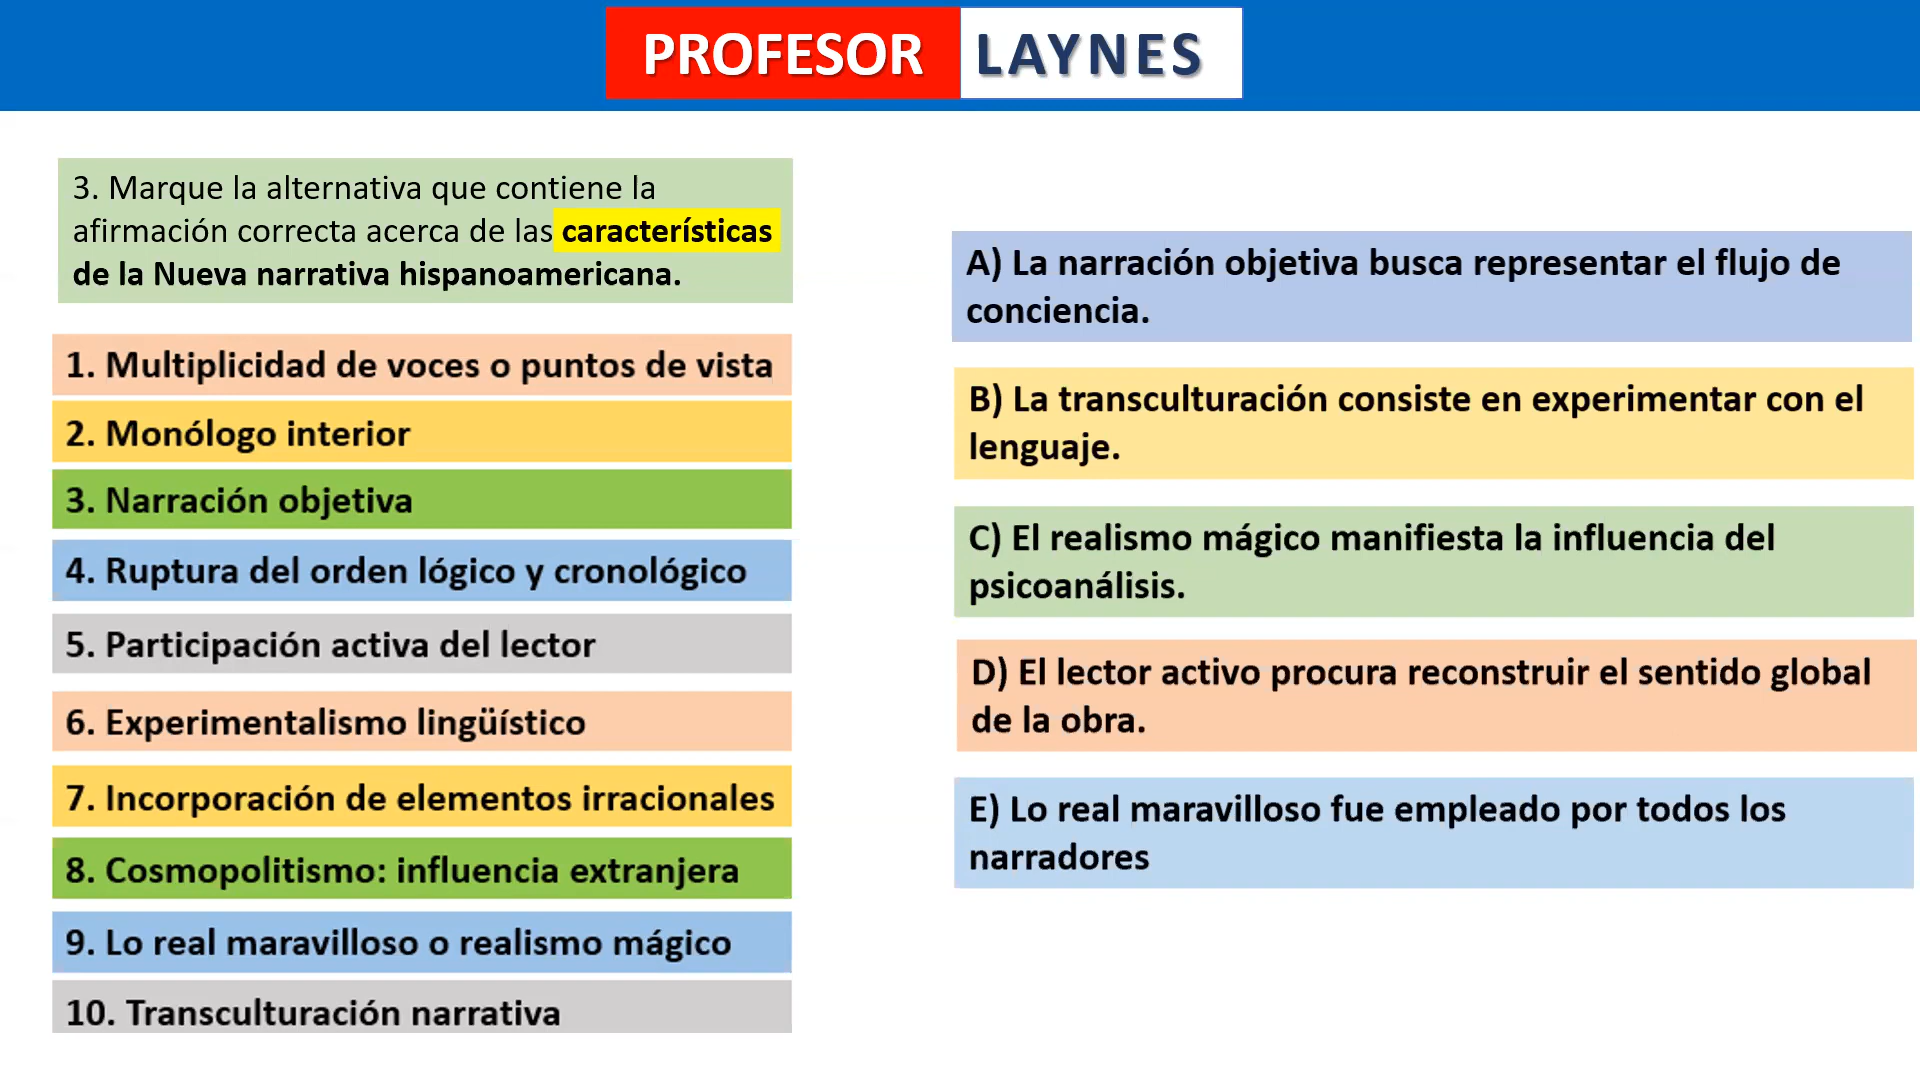 PROFESOR LAYNES
3. Marque la alternativa que contiene la
afirmación correcta acerca de las características
de la Nueva narrativa hispanoamericana.
1. Multiplicidad de voces o puntos de vista
2. Monólogo interior
3. Narración objetiva
4. Ruptura del orden lógico y cronológico
5. Participación activa del lector
6. Experimentalismo lingüístico
7. Incorporación de elementos irracionales
8. Cosmopolitismo: influencia extranjera
9. Lo real maravilloso o realismo mágico
10. Transculturación narrativa
A) La narración objetiva busca representar el flujo de
conciencia.
B) La transculturación consiste en experimentar con el
lenguaje.
C) El realismo mágico manifiesta la influencia del
psicoanálisis.
D) El lector activo procura reconstruir el sentido global
de la obra.
E) Lo real maravilloso fue empleado por todos los
narradores